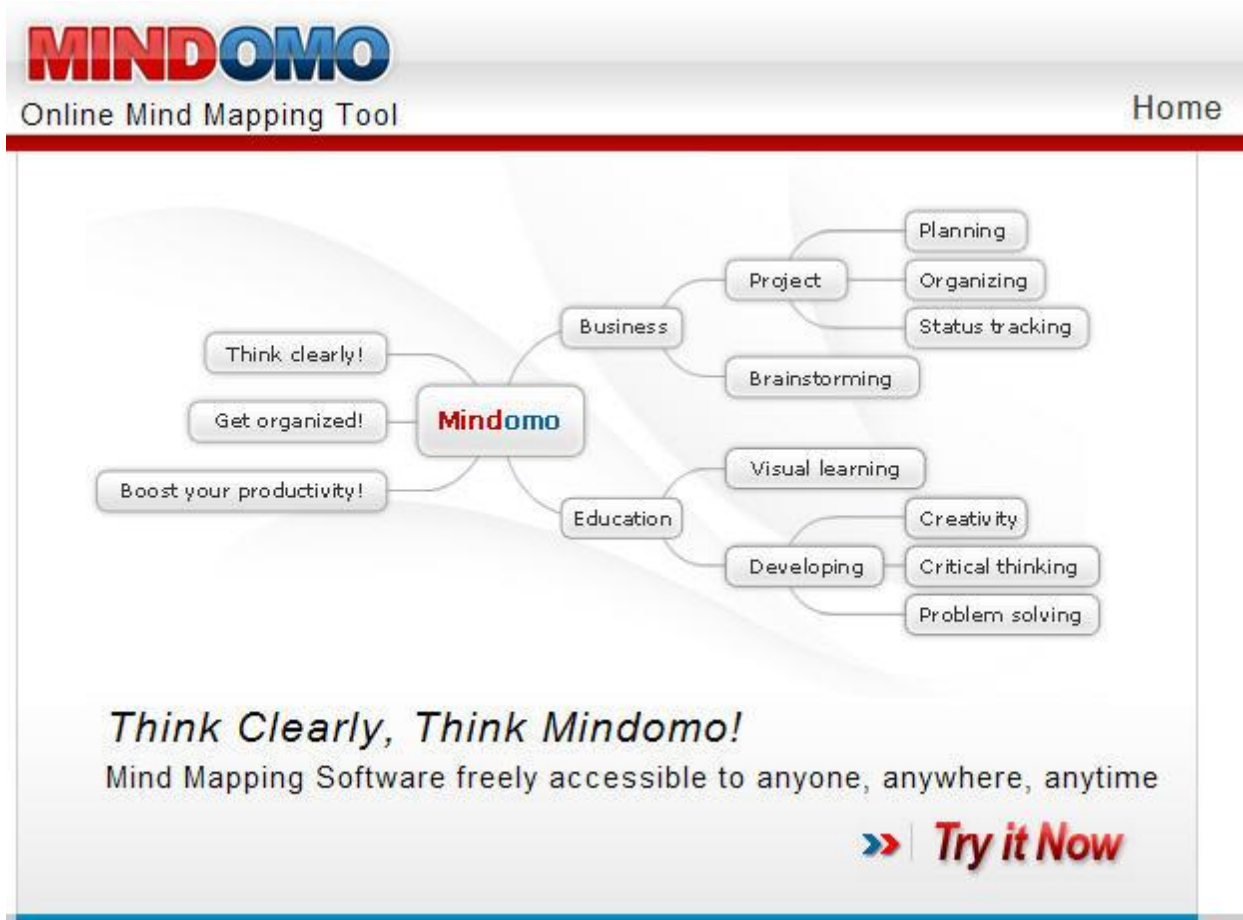 MINDOMO
Online Mind Mapping Tool
Home
Planning
Project
Organizing
Business
Status tracking
Think clearly!
Brainstorming
Get organized!
Mindomo
Visual learning
Boost your productivity!
Education
Creativity
Developing
Critical thinking
Problem solving
Think Clearly, Think Mindomo!
Mind Mapping Software freely accessible to anyone, anywhere, anytime
Try it Now